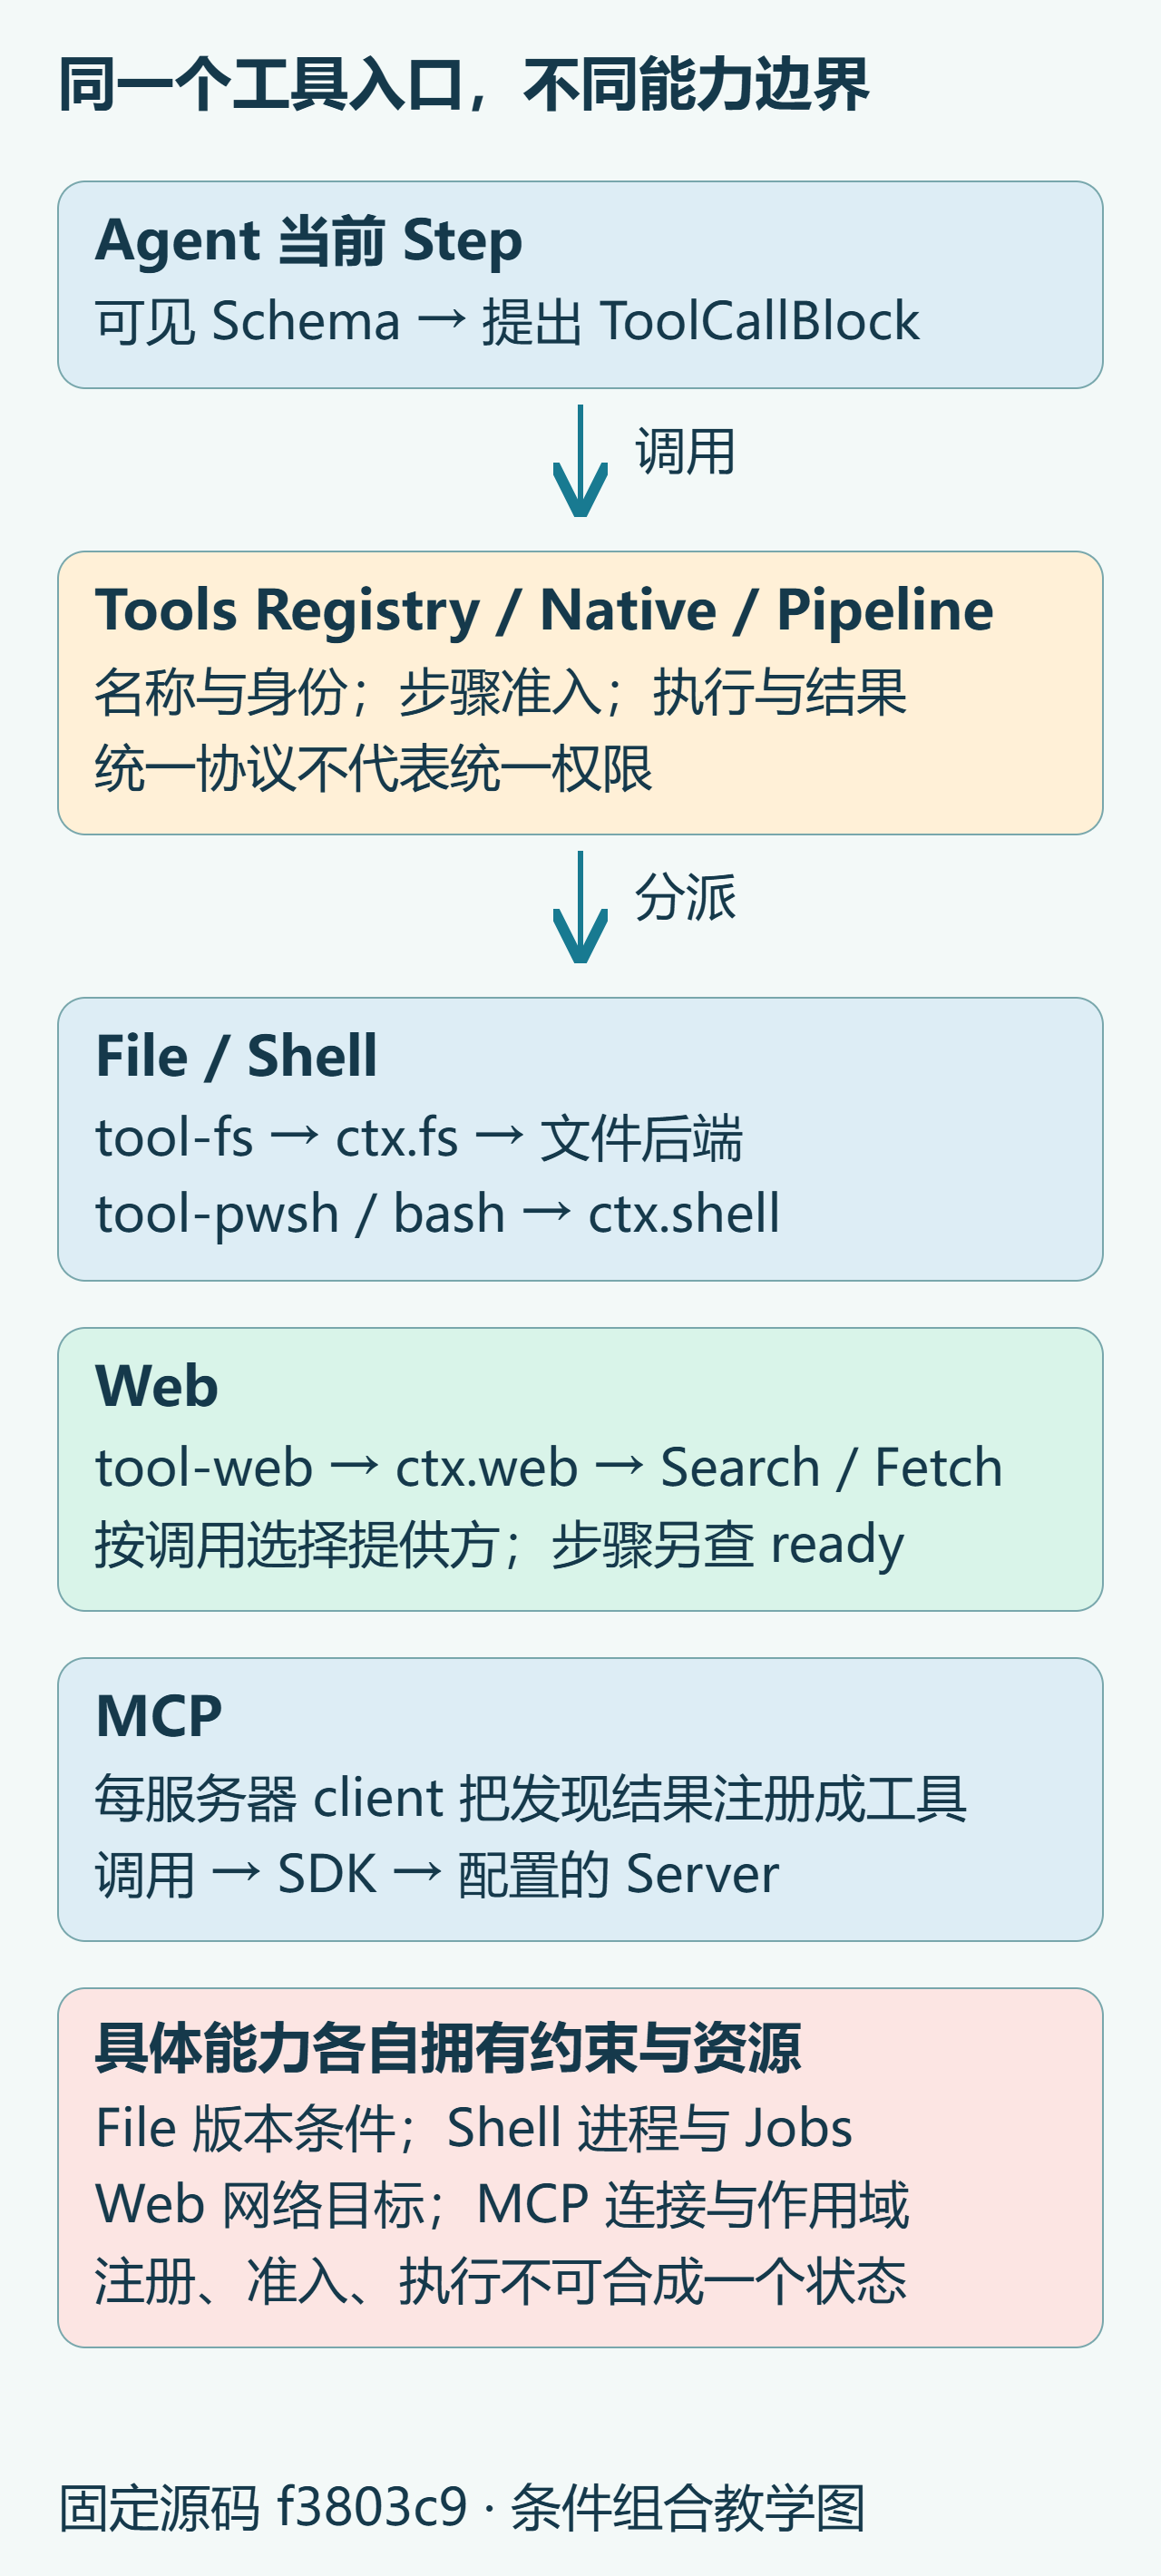 同一个工具入口，不同能力边界
Agent 当前 Step
可见 Schema → 提出 ToolCallBlock
调用
Tools Registry / Native / Pipeline
名称与身份；步骤准入；执行与结果
统一协议不代表统一权限
分派
File / Shell
tool-fs → ctx.fs → 文件后端
tool-pwsh / bash → ctx.shell
Web
tool-web → ctx.web → Search / Fetch
按调用选择提供方；步骤另查 ready
MCP
每服务器 client 把发现结果注册成工具
调用 → SDK → 配置的 Server
具体能力各自拥有约束与资源
File 版本条件；Shell 进程与 Jobs
Web 网络目标；MCP 连接与作用域
注册、准入、执行不可合成一个状态
固定源码 f3803c9 · 条件组合教学图